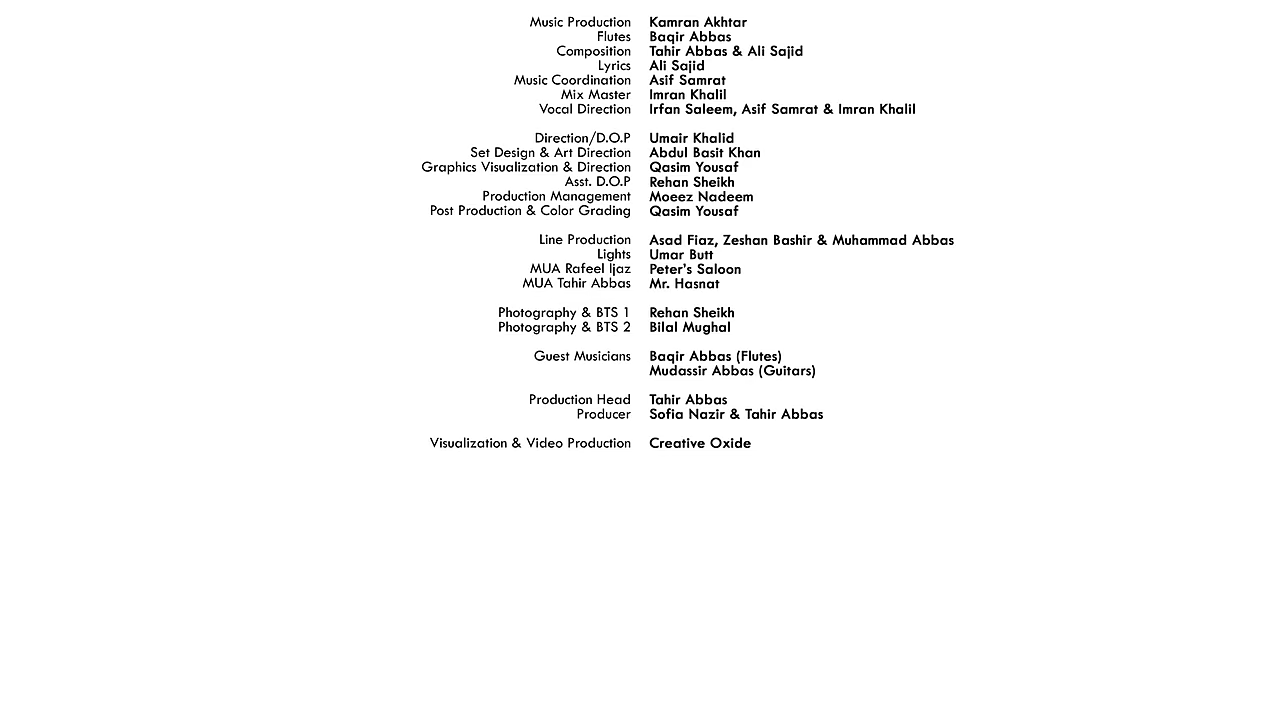 Music Production Kamran Akhtar
Flutes Baqir Abbas
Composition Tahir Abbas & Ali Sajid
Lyrics Ali Sajid
Music Coordination Asif Samrat
Mix Master Imran Khalil
Vocal Direction Irfan Saleem, Asif Samrat & Imran Khalil
Direction/D.O.P Umair Khalid
Set Design & Art Direction Abdul Basit Khan
Graphics Visualization & Direction Qasim Yousaf
Asst. D.O.P Rehan Sheikh
Production Management Moeez Nadeem
Post Production & Color Grading Qasim Yousaf
Line Production Asad Fiaz, Zeshan Bashir & Muhammad Abbas
Lights Umar Butt
MUA Rafeel Ijaz Peter's Saloon
MUA Tahir Abbas Mr. Hasnat
Photography & BTS 1 Rehan Sheikh
Photography & BTS 2 Bilal Mughal
Guest Musicians Baqir Abbas (Flutes)
Mudassir Abbas (Guitars)
Production Head Tahir Abbas
Producer Sofia Nazir & Tahir Abbas
Visualization & Video Production Creative Oxide